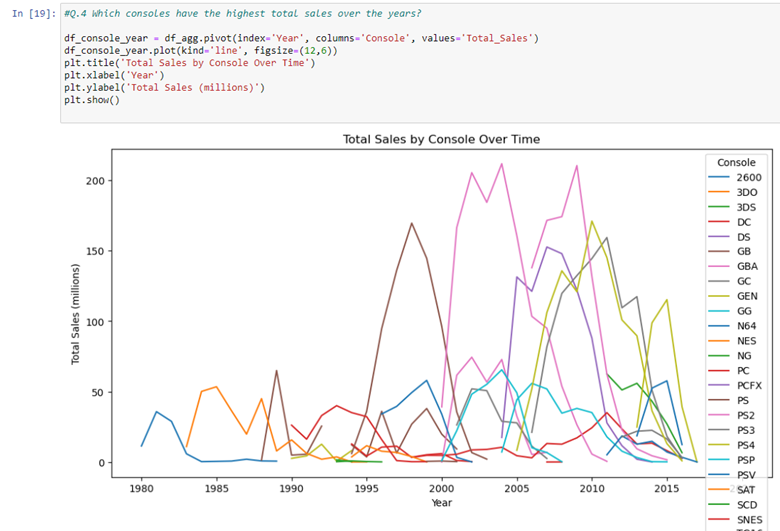 In [19]: #Q.4 Which consoles have the highest total sales over the years?
df_console_year = df_agg.pivot(index='Year', columns='Console', values='Total_Sales')
df_console_year.plot(kind='line', figsize=(12,6))
plt.title('Total Sales by Console Over Time')
plt.xlabel('Year')
plt.ylabel('Total Sales (millions)')
plt.show()
Total Sales by Console Over Time
Total Sales (millions)
200
150
100
50
0
1980 1985 1990 1995 2000 2005 2010 2015
Year
Console
2600
3DO
3DS
DC
DS
GB
GBA
GC
GEN
GG
N64
NES
NG
PC
PCFX
PS
PS2
PS3
PS4
PSP
PSV
SAT
SCD
SNES